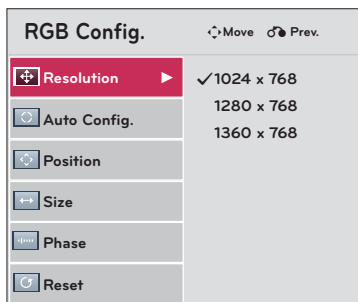 RGB Config.
Move Prev.
Resolution
Auto Config.
Position
Size
Phase
Reset
✓1024 x 768
1280 x 768
1360 x 768